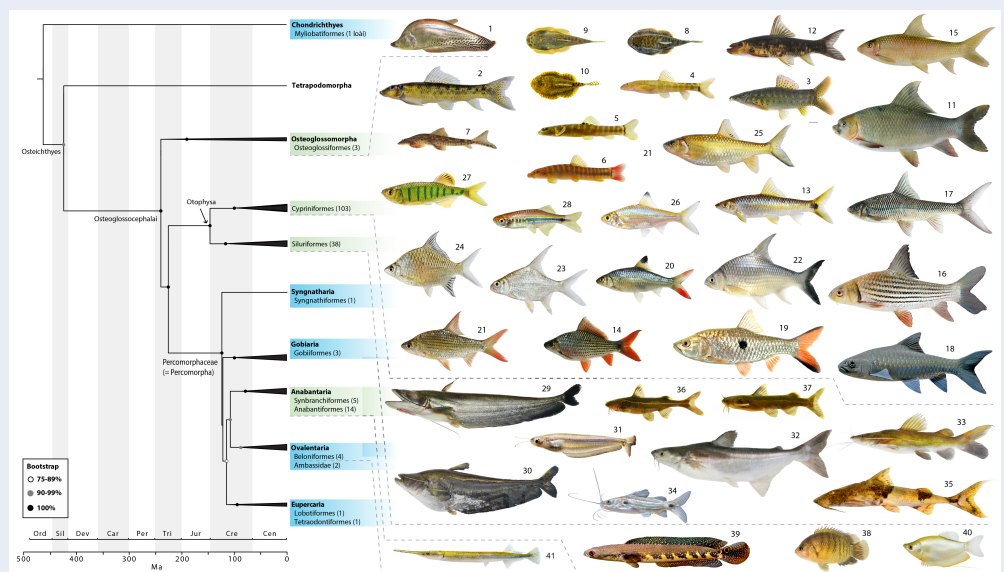 Chondrichthyes
Myliobatiformes (1 loài)
Tetrapodomorpha
Osteichthyes
Osteoglossomorpha
Osteoglossiformes (3)
Otophysa
Cypriniformes (103)
Osteoglossocephalai
Siluriformes (38)
Syngnatharia
Syngnathiformes (1)
Gobiaria
Gobiiformes (3)
Percomorphaceae
(= Percomorpha)
Anabantaria
Synbranchiformes (5)
Anabantiformes (14)
Ovalentaria
Beloniformes (4)
Ambassidae (2)
Eupercaria
Lobotiformes (1)
Tetraodontiformes (1)
Bootstrap
75-89%
90-99%
100%
Ord Sil Dev Car Per Tri Jur Cre Cen
500 400 300 200 100 0
Ma
1 9 8 12 15
2 10 4 3 11
7 5 25
6 21
27 28 26 13 17
24 23 20 22 16
21 14 19 18
29 36 37
31 32 33
30 34 35
41 39 38 40